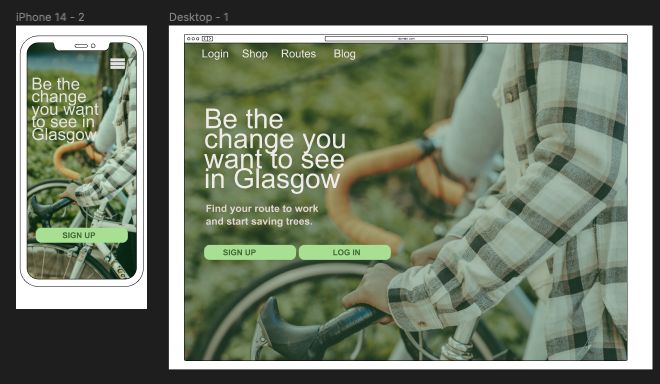 iPhone 14 - 2
Be the
change
you want
to see in
Glasgow
SIGN UP
Desktop - 1
Login Shop Routes Blog
Be the
change you
want to see
in Glasgow
Find your route to work
and start saving trees.
SIGN UP LOG IN